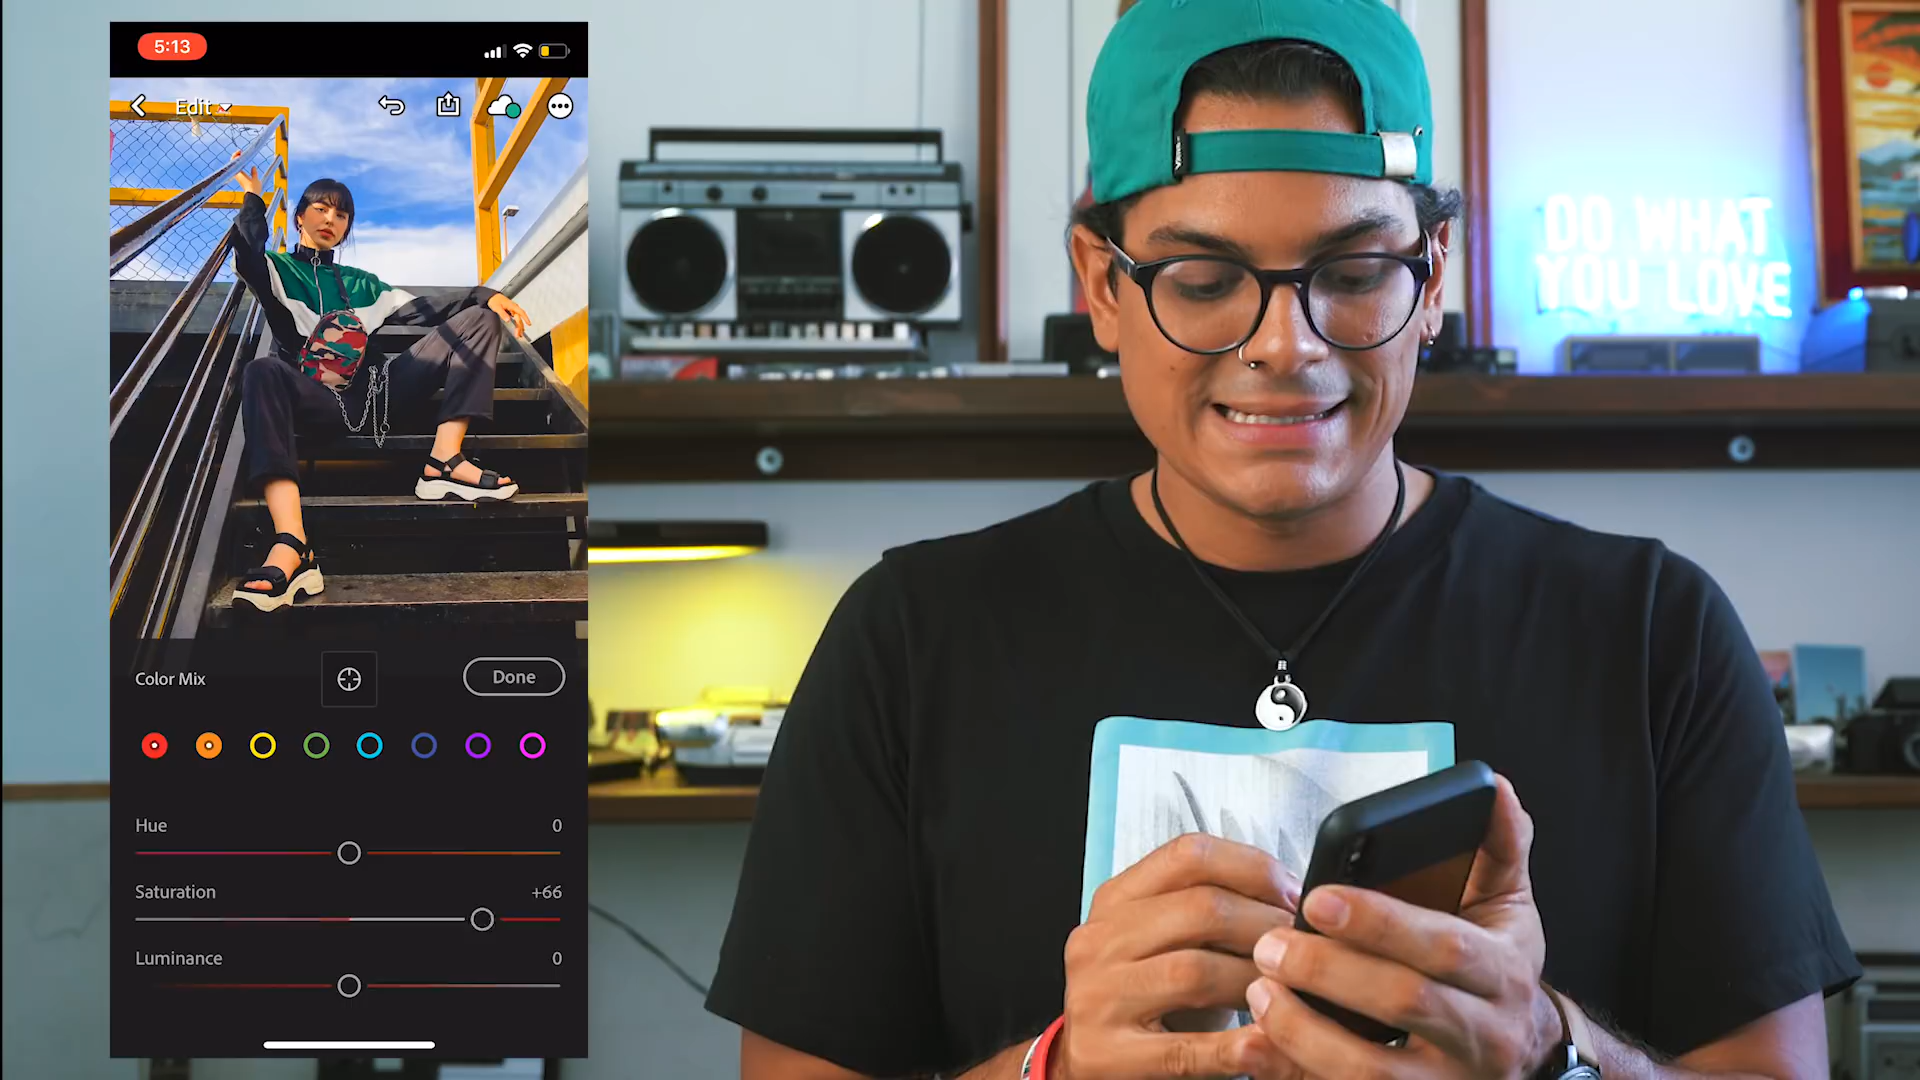 5:13
Edit
Color Mix
Done
Hue
0
Saturation
+66
Luminance
0
DO WHAT
YOU LOVE